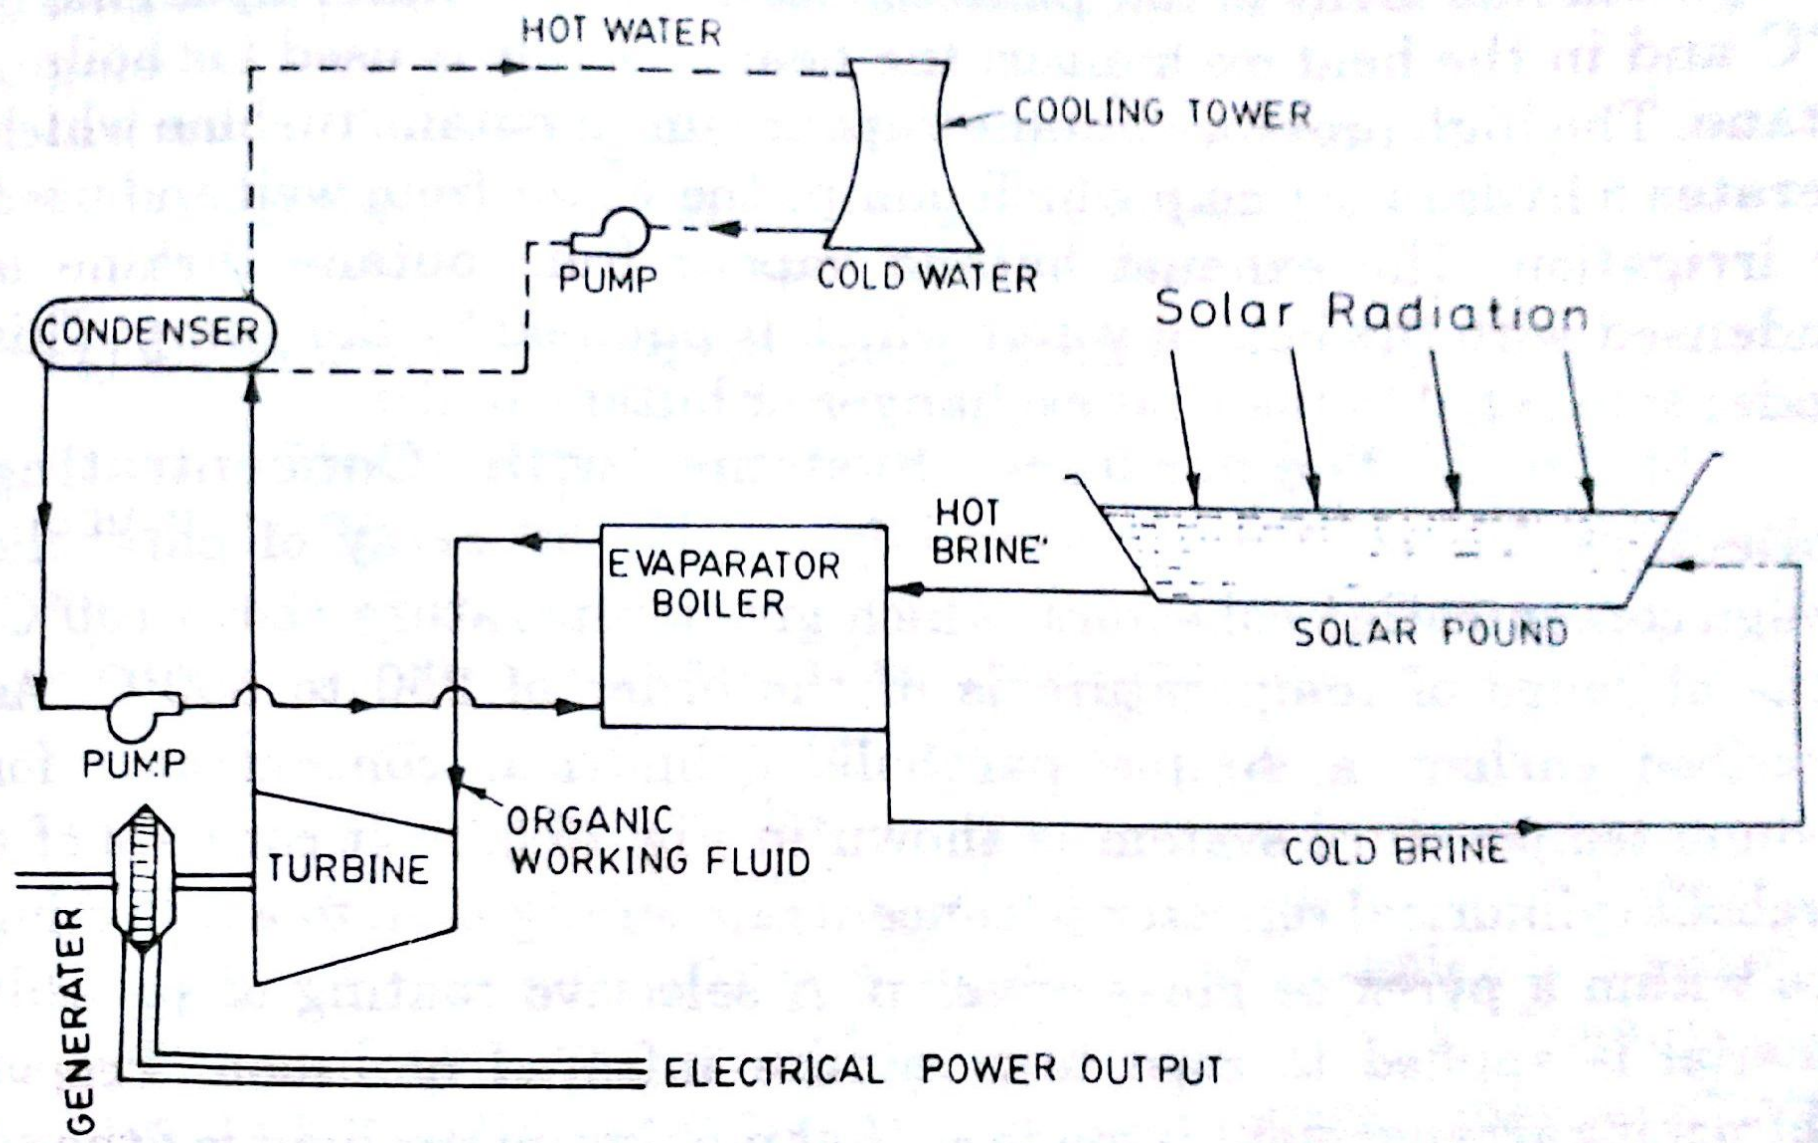 HOT WATER
COOLING TOWER
PUMP
COLD WATER
CONDENSER
Solar Radiation
HOT
BRINE
EVAPARATOR
BOILER
SOLAR POUND
PUMP
ORGANIC
WORKING FLUID
COLD BRINE
TURBINE
GENERATER
ELECTRICAL POWER OUTPUT